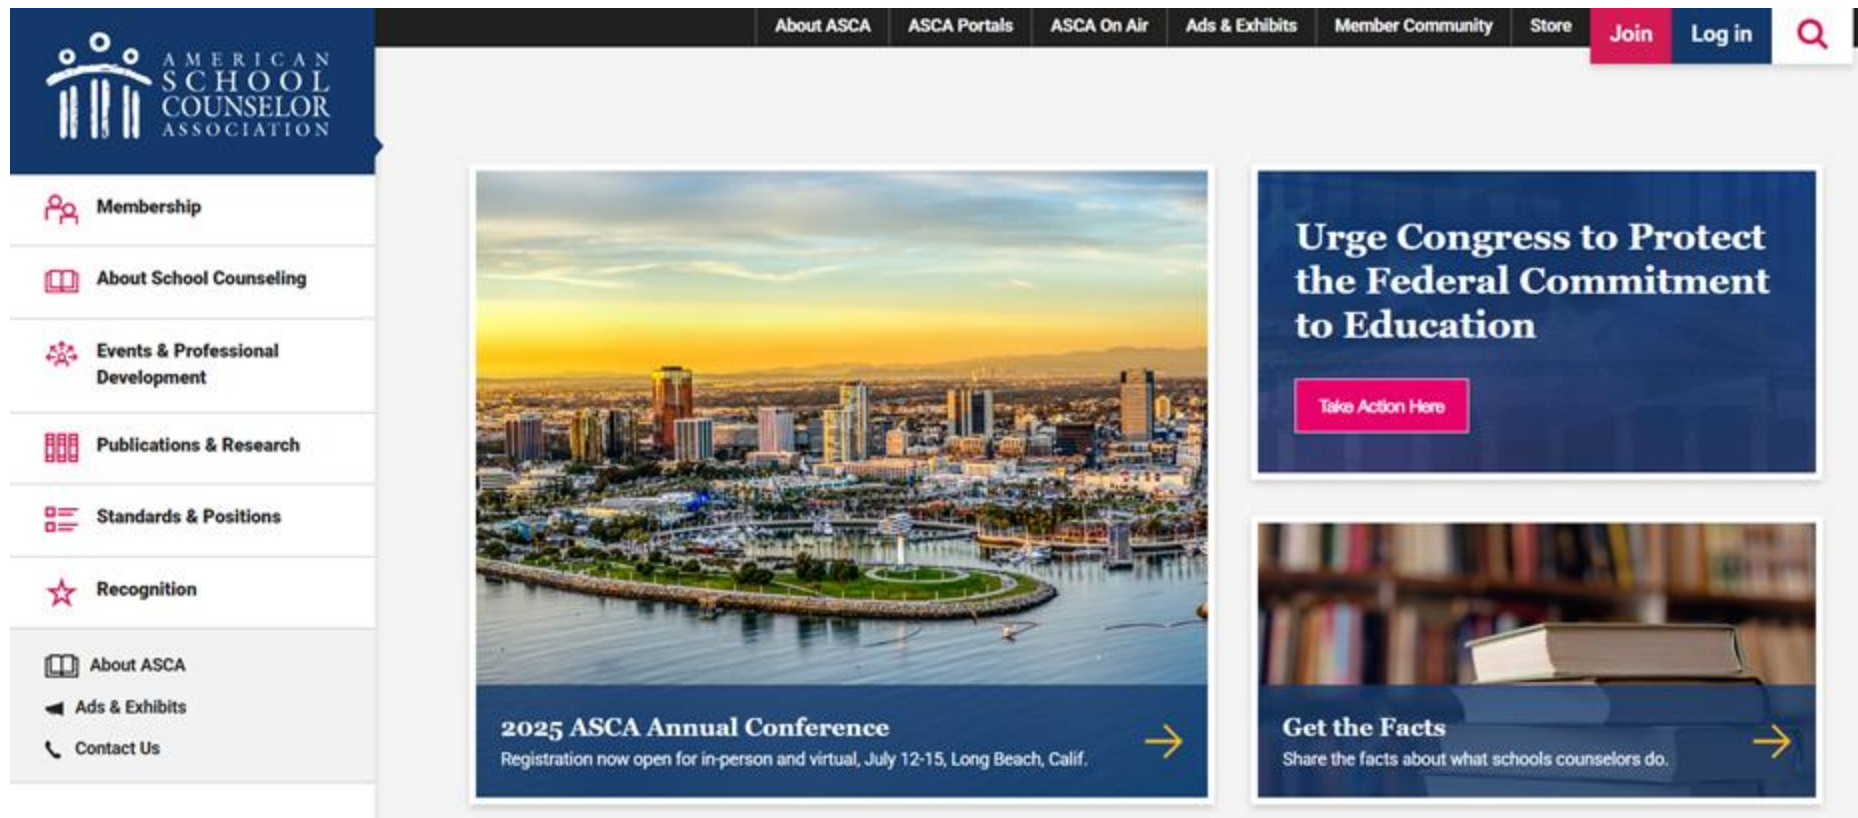 About ASCA
ASCA Portals
ASCA On Air
Ads & Exhibits
Member Community
Store
Join
Log in
AMERICAN
SCHOOL
COUNSELOR
ASSOCIATION
Membership
About School Counseling
Events & Professional
Development
Publications & Research
Standards & Positions
Recognition
About ASCA
Ads & Exhibits
Contact Us
2025 ASCA Annual Conference
Registration now open for in-person and virtual, July 12-15, Long Beach, Calif.
Urge Congress to Protect
the Federal Commitment
to Education
Take Action Here
Get the Facts
Share the facts about what schools counselors do.